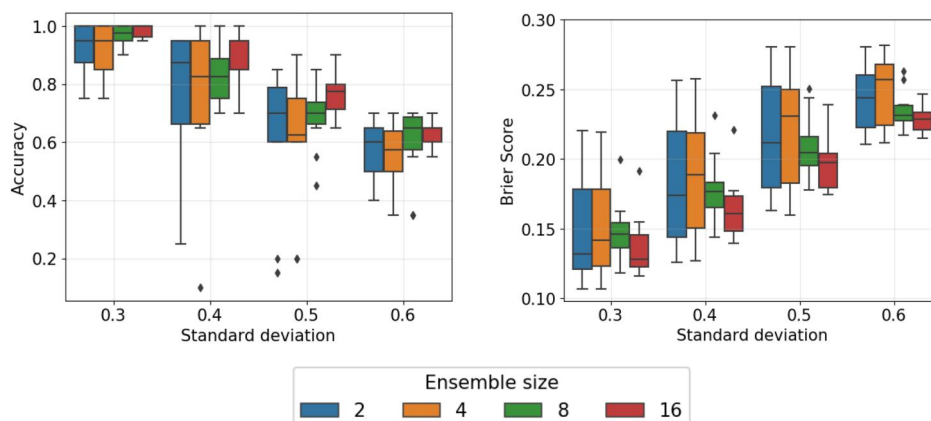 1.0
0.8
0.6
0.4
0.2
Accuracy
0.3 0.4 0.5 0.6
Standard deviation
0.30
0.25
0.20
0.15
0.10
Brier Score
0.3 0.4 0.5 0.6
Standard deviation
Ensemble size
2 4 8 16